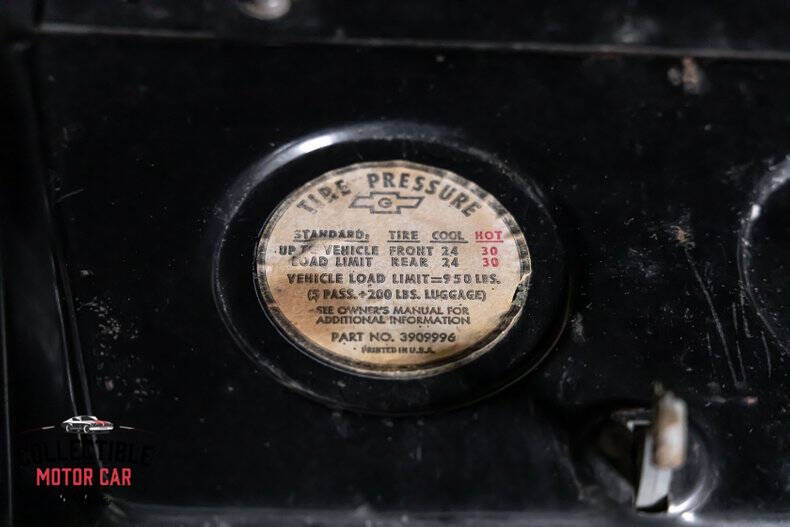 TIRE PRESSURE
STANDARD: TIRE COOL HOT
UP TO VEHICLE FRONT 24 30
LOAD LIMIT REAR 24 30
VEHICLE LOAD LIMIT=950 LBS.
(5 PASS.+200 LBS. LUGGAGE)
SEE OWNER'S MANUAL FOR
ADDITIONAL INFORMATION
PART NO. 3909996
PRINTED IN U.S.A.
COLLECTIBLE
MOTOR CAR